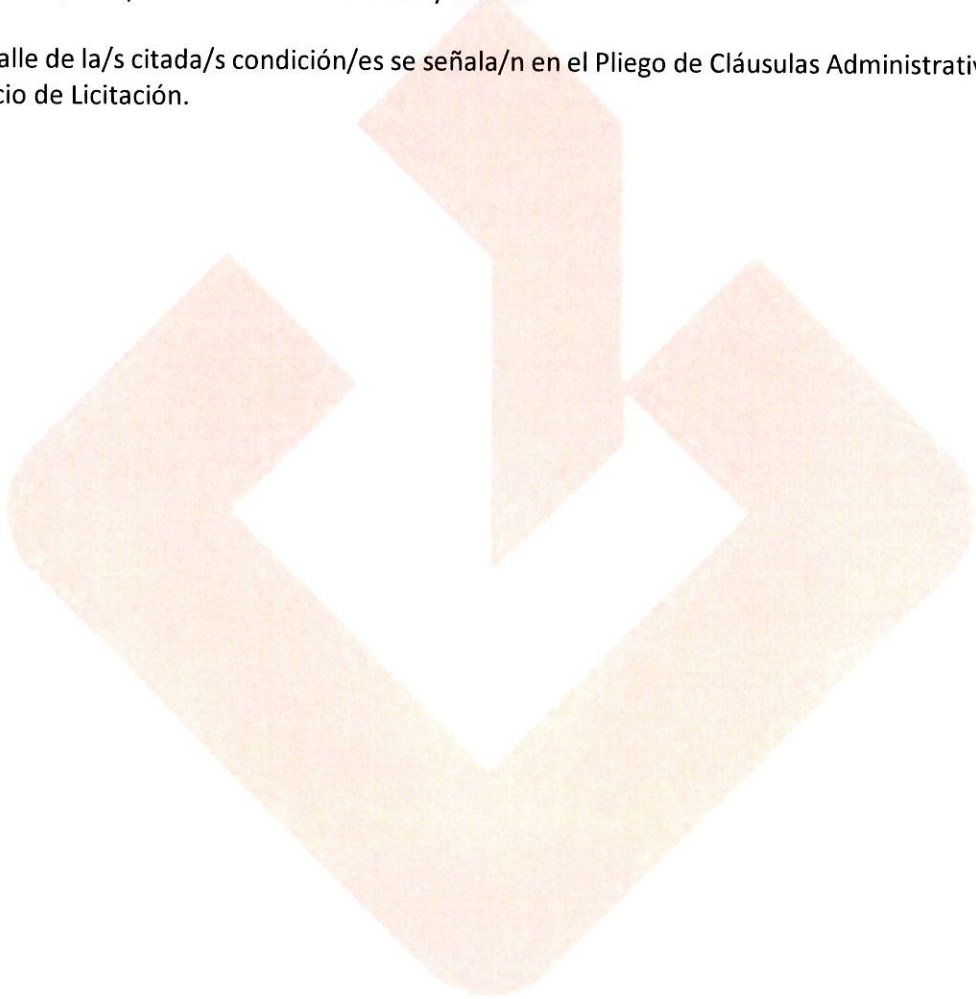 alle de la/s citada/s condición/es se señala/n en el Pliego de Cláusulas Administrativ
cio de Licitación.